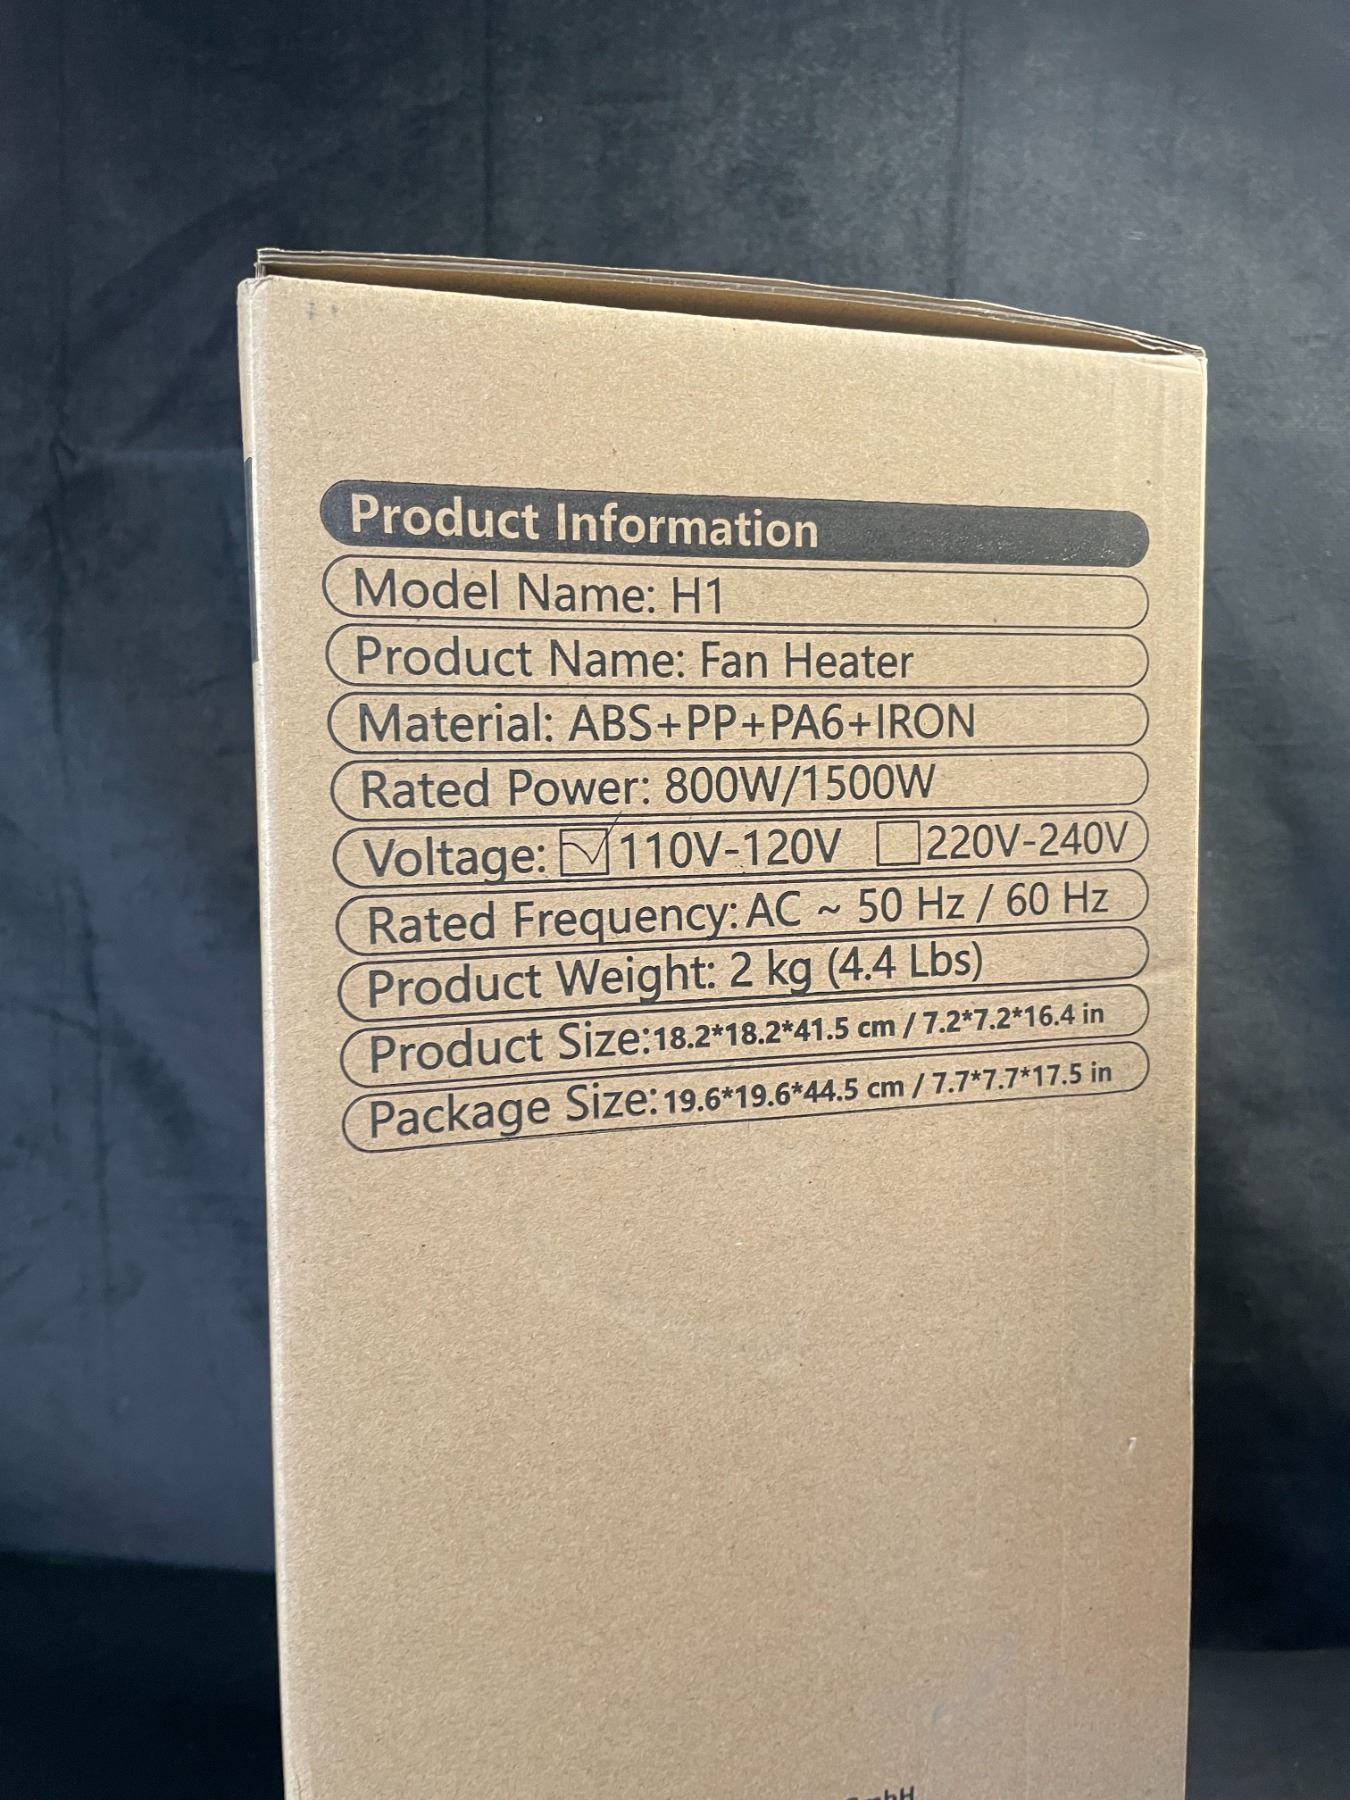 Product Information
Model Name: H1
Product Name: Fan Heater
Material: ABS+PP+PA6+IRON
Rated Power: 800W/1500W
Voltage: ☑110V-120V ☐220V-240V
Rated Frequency: AC ~ 50 Hz / 60 Hz
Product Weight: 2 kg (4.4 Lbs)
Product Size:18.2*18.2*41.5 cm / 7.2*7.2*16.4 in
Package Size:19.6*19.6*44.5 cm / 7.7*7.7*17.5 in